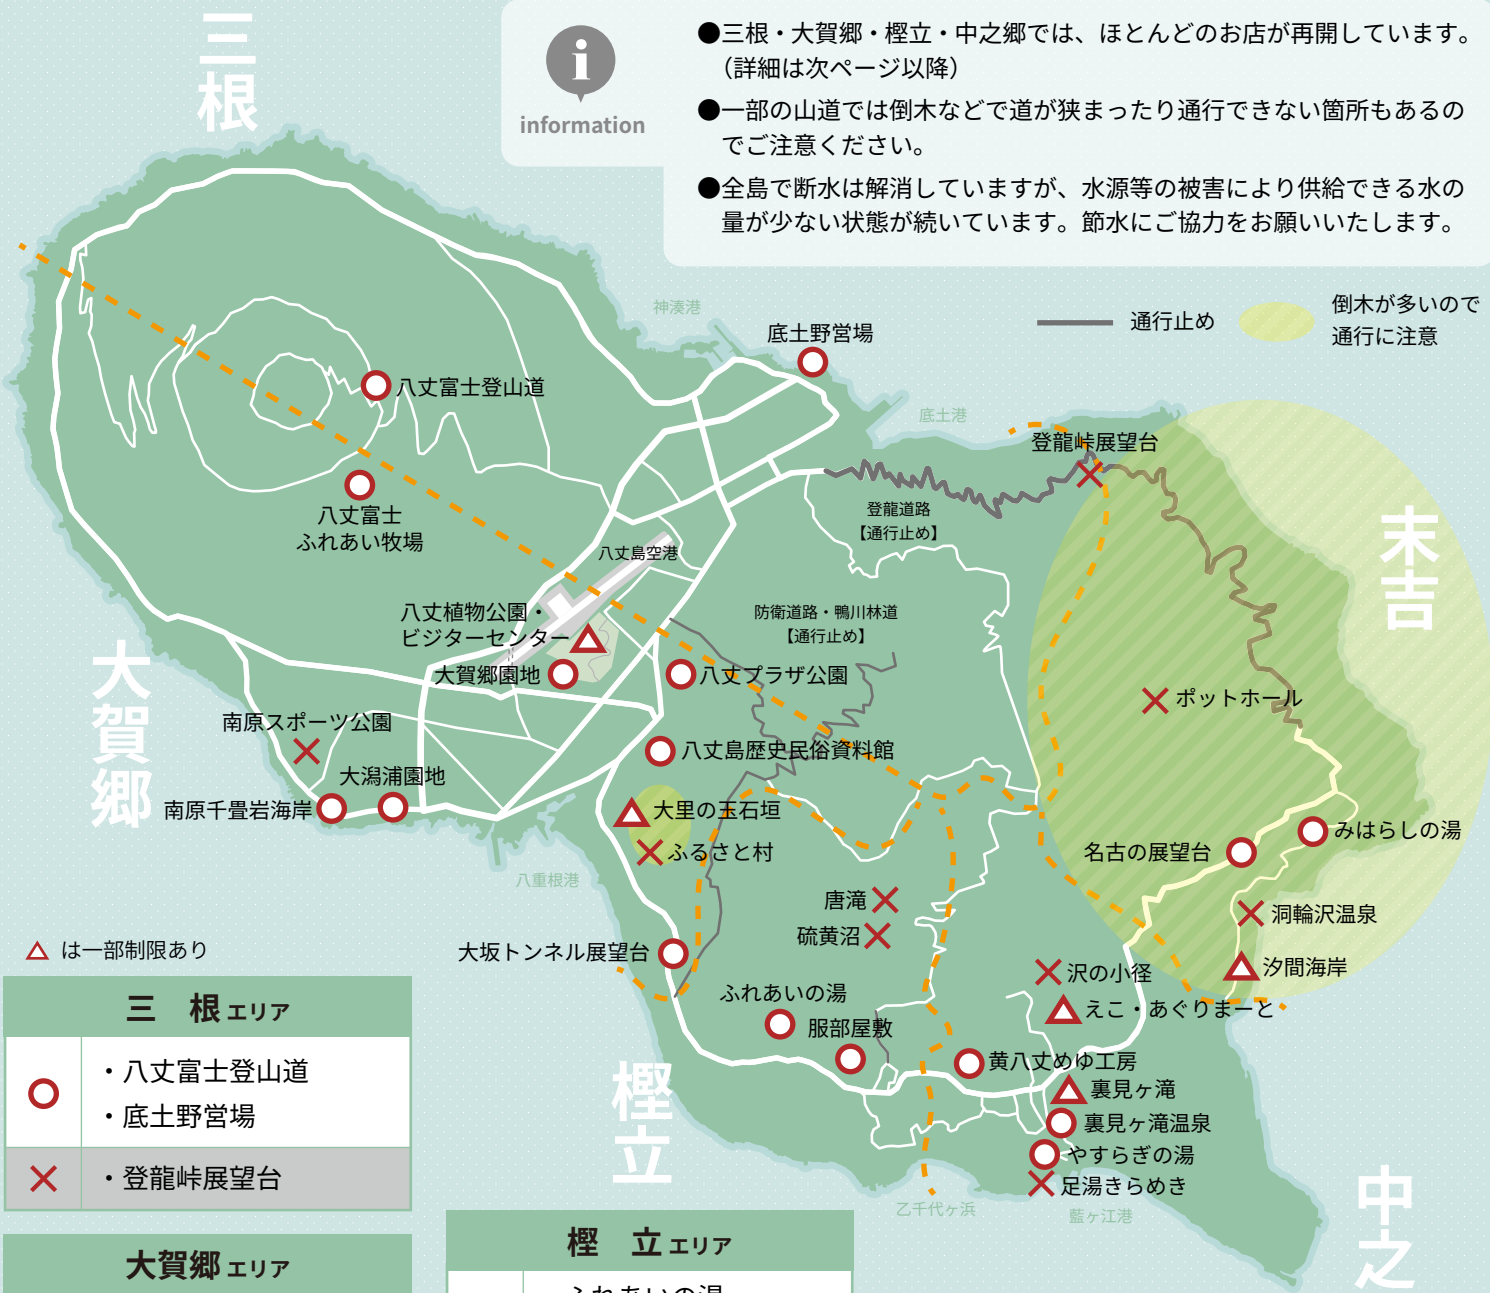 三根
information
●三根・大賀郷・樫立・中之郷では、ほとんどのお店が再開しています。
（詳細は次ページ以降）
●一部の山道では倒木などで道が狭まったり通行できない箇所もあるの
でご注意ください。
●全島で断水は解消していますが、水源等の被害により供給できる水の
量が少ない状態が続いています。節水にご協力をお願いいたします。
通行止め
倒木が多いので
通行に注意
神湊港
底土野営場
八丈富士登山道
底土港
登龍峠展望台
八丈富士
ふれあい牧場
登龍道路
【通行止め】
末吉
八丈島空港
八丈植物公園・
ビジターセンター
防衛道路・鴨川林道
【通行止め】
大賀郷
大賀郷園地
八丈プラザ公園
ポットホール
南原スポーツ公園
八丈島歴史民俗資料館
大潟浦園地
南原千畳岩海岸
大里の玉石垣
みはらしの湯
ふるさと村
名古の展望台
八重根港
唐滝
洞輪沢温泉
硫黄沼
大坂トンネル展望台
汐間海岸
沢の小径
ふれあいの湯
えこ・あぐりまーと
服部屋敷
黄八丈めゆ工房
裏見ヶ滝
裏見ヶ滝温泉
やすらぎの湯
足湯きらめき
樫立
乙千代ヶ浜
藍ヶ江港
中之
は一部制限あり
三 根 エリア
・八丈富士登山道
・底土野営場
・登龍峠展望台
大賀郷 エリア
樫 立 エリア
ふれあいの湯